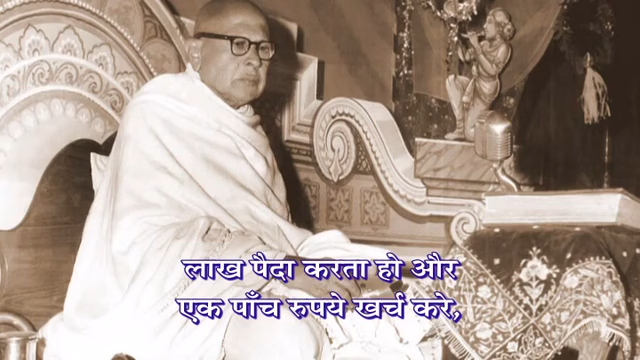 लाख पैदा करता हो और
एक पाँच रुपये खर्च करे,